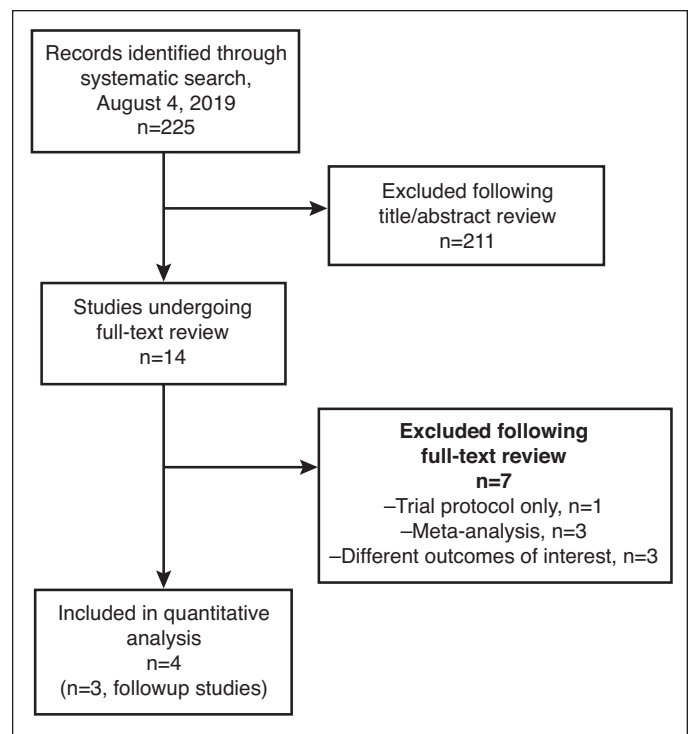 Records identified through
systematic search,
August 4, 2019
n=225
Excluded following
title/abstract review
n=211
Studies undergoing
full-text review
n=14
Excluded following
full-text review
n=7
–Trial protocol only, n=1
–Meta-analysis, n=3
–Different outcomes of interest, n=3
Included in quantitative
analysis
n=4
(n=3, followup studies)